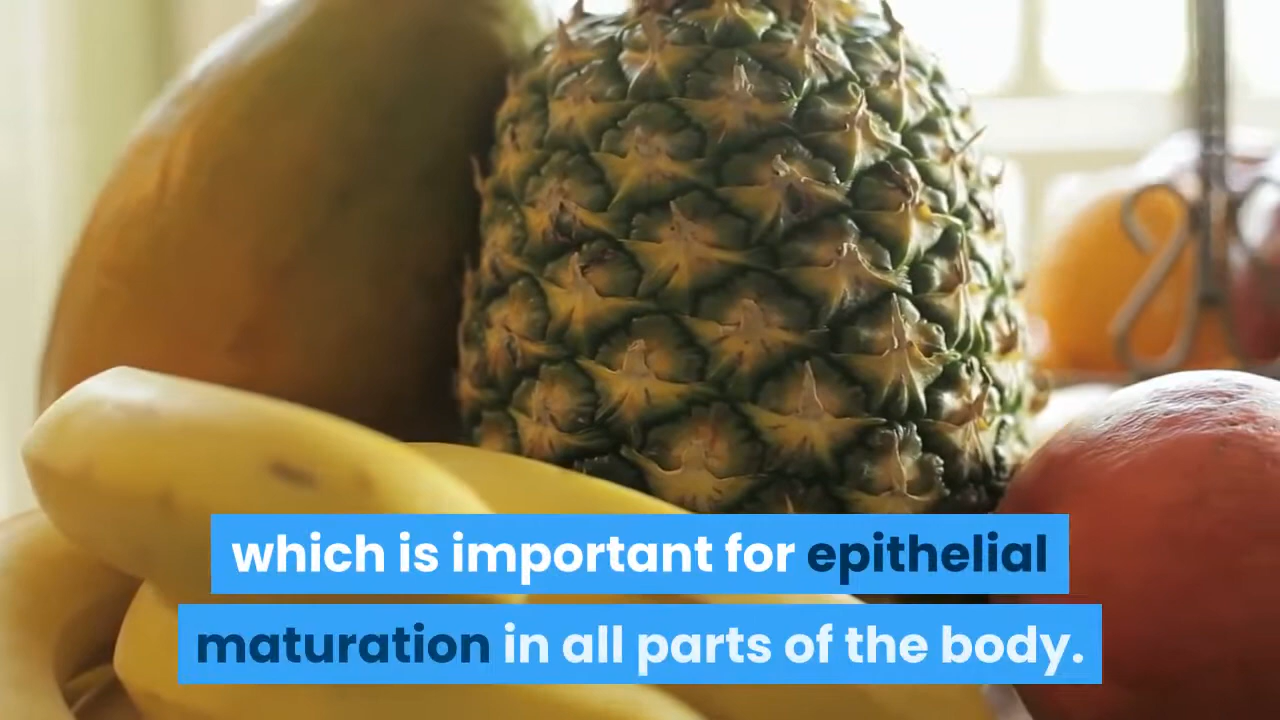 which is important for epithelial
maturation in all parts of the body.